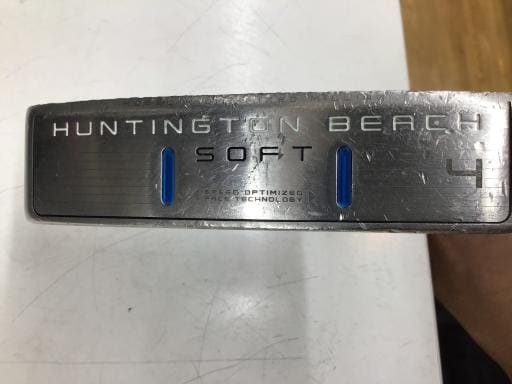 HUNTINGTON BEACH
SOFT
4
SPEED OPTIMIZED
FACE TECHNOLOGY